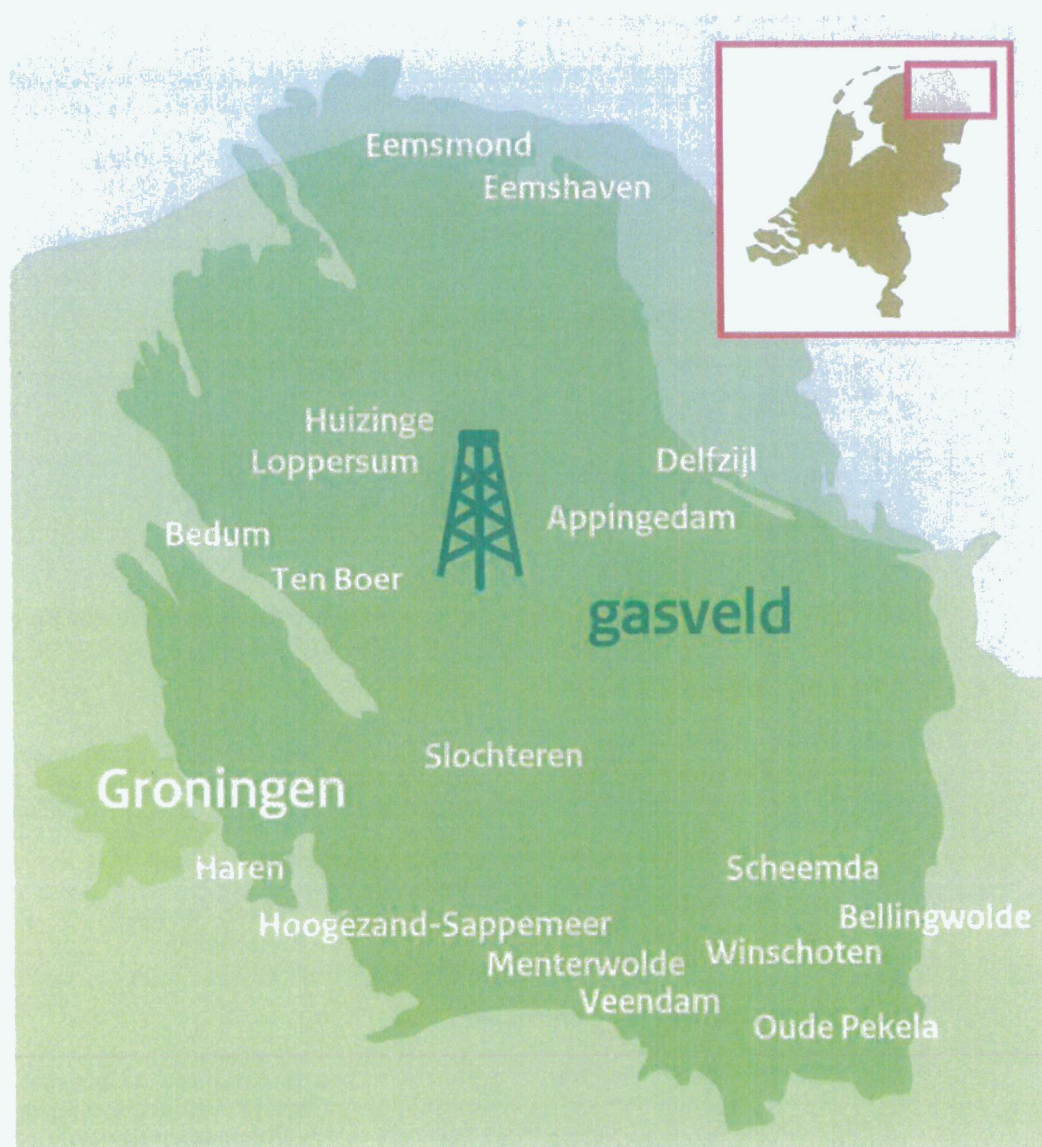 Eemsmond
Eemshaven
Huizinge
Loppersum
Delfzijl
Appingedam
Bedum
Ten Boer
gasveld
Slochteren
Groningen
Haren
Scheemda
Hoogezand-Sappemeer
Bellingwolde
Winschoten
Menterwolde
Veendam
Oude Pekela